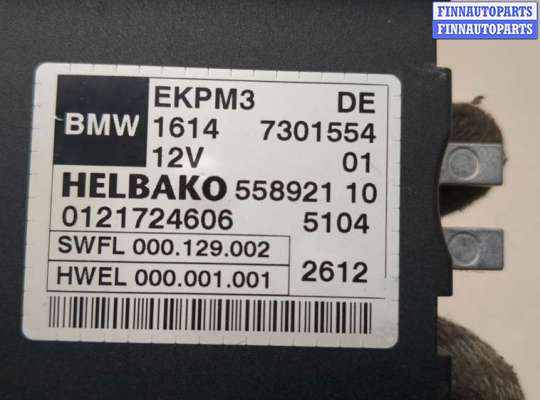 FINNAUTOPARTS
FINNAUTOPARTS
EKPM3 DE
BMW 1614 7301554
12V 01
HELBAKO 558921 10
0121724606 5104
SWFL 000.129.002
HWEL 000.001.001 2612